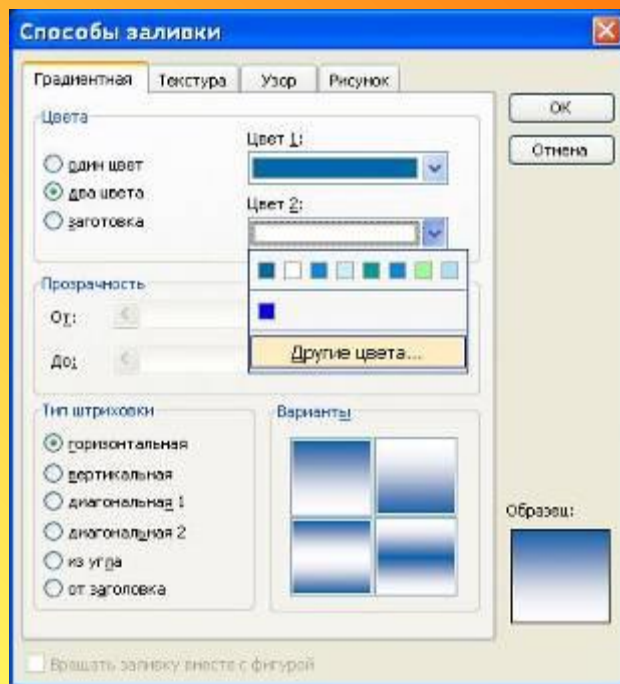 Способы заливки
Градиентная Текстура Узор Рисунок
Цвета
один цвет
два цвета
заготовка
Цвет 1:
Цвет 2:
Другие цвета...
Прозрачность
От:
До:
Тип штриховки
горизонтальная
вертикальная
диагональная 1
диагональная 2
из угла
от заголовка
Варианты
ОК
Отмена
Образец:
Вращать заливку вместе с фигурой